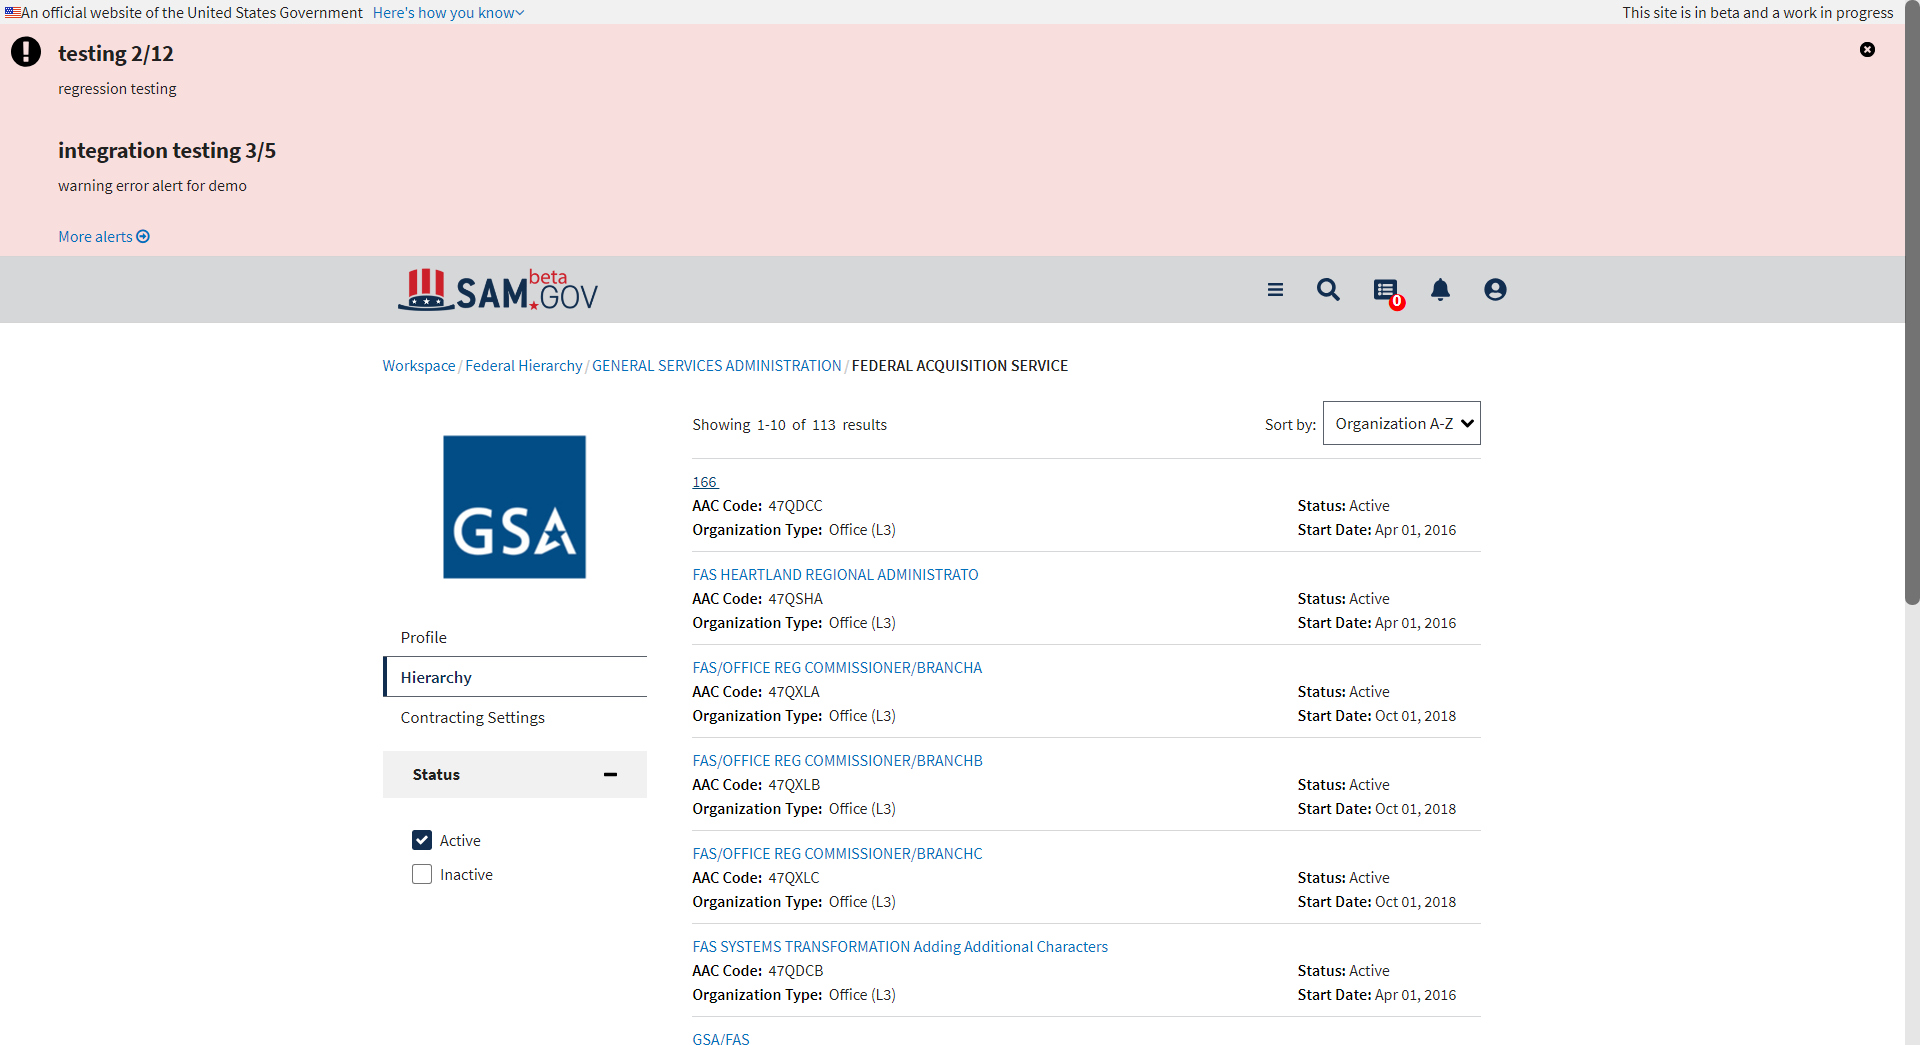 An official website of the United States Government Here's how you know
This site is in beta and a work in progress
testing 2/12
regression testing
integration testing 3/5
warning error alert for demo
More alerts
SAM beta .GOV
0
Workspace / Federal Hierarchy / GENERAL SERVICES ADMINISTRATION / FEDERAL ACQUISITION SERVICE
GSA
Profile
Hierarchy
Contracting Settings
Status
Active
Inactive
Showing 1-10 of 113 results
Sort by: Organization A-Z
166
AAC Code: 47QDCC
Status: Active
Organization Type: Office (L3)
Start Date: Apr 01, 2016
FAS HEARTLAND REGIONAL ADMINISTRATO
AAC Code: 47QSHA
Status: Active
Organization Type: Office (L3)
Start Date: Apr 01, 2016
FAS/OFFICE REG COMMISSIONER/BRANCHA
AAC Code: 47QXLA
Status: Active
Organization Type: Office (L3)
Start Date: Oct 01, 2018
FAS/OFFICE REG COMMISSIONER/BRANCHB
AAC Code: 47QXLB
Status: Active
Organization Type: Office (L3)
Start Date: Oct 01, 2018
FAS/OFFICE REG COMMISSIONER/BRANCHC
AAC Code: 47QXLC
Status: Active
Organization Type: Office (L3)
Start Date: Oct 01, 2018
FAS SYSTEMS TRANSFORMATION Adding Additional Characters
AAC Code: 47QDCB
Status: Active
Organization Type: Office (L3)
Start Date: Apr 01, 2016
GSA/FAS